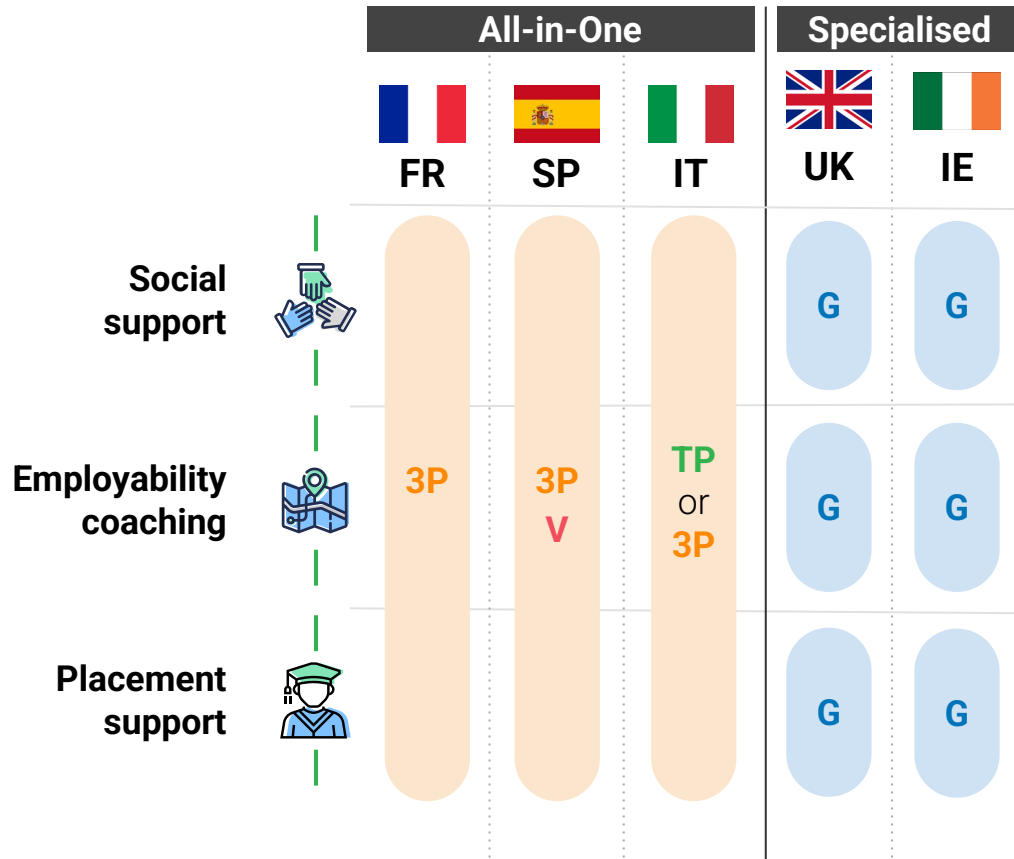 All-in-One
Specialised
FR
SP
IT
UK
IE
Social
support
G
G
Employability
coaching
3P
3P
V
TP
or
3P
G
G
Placement
support
G
G